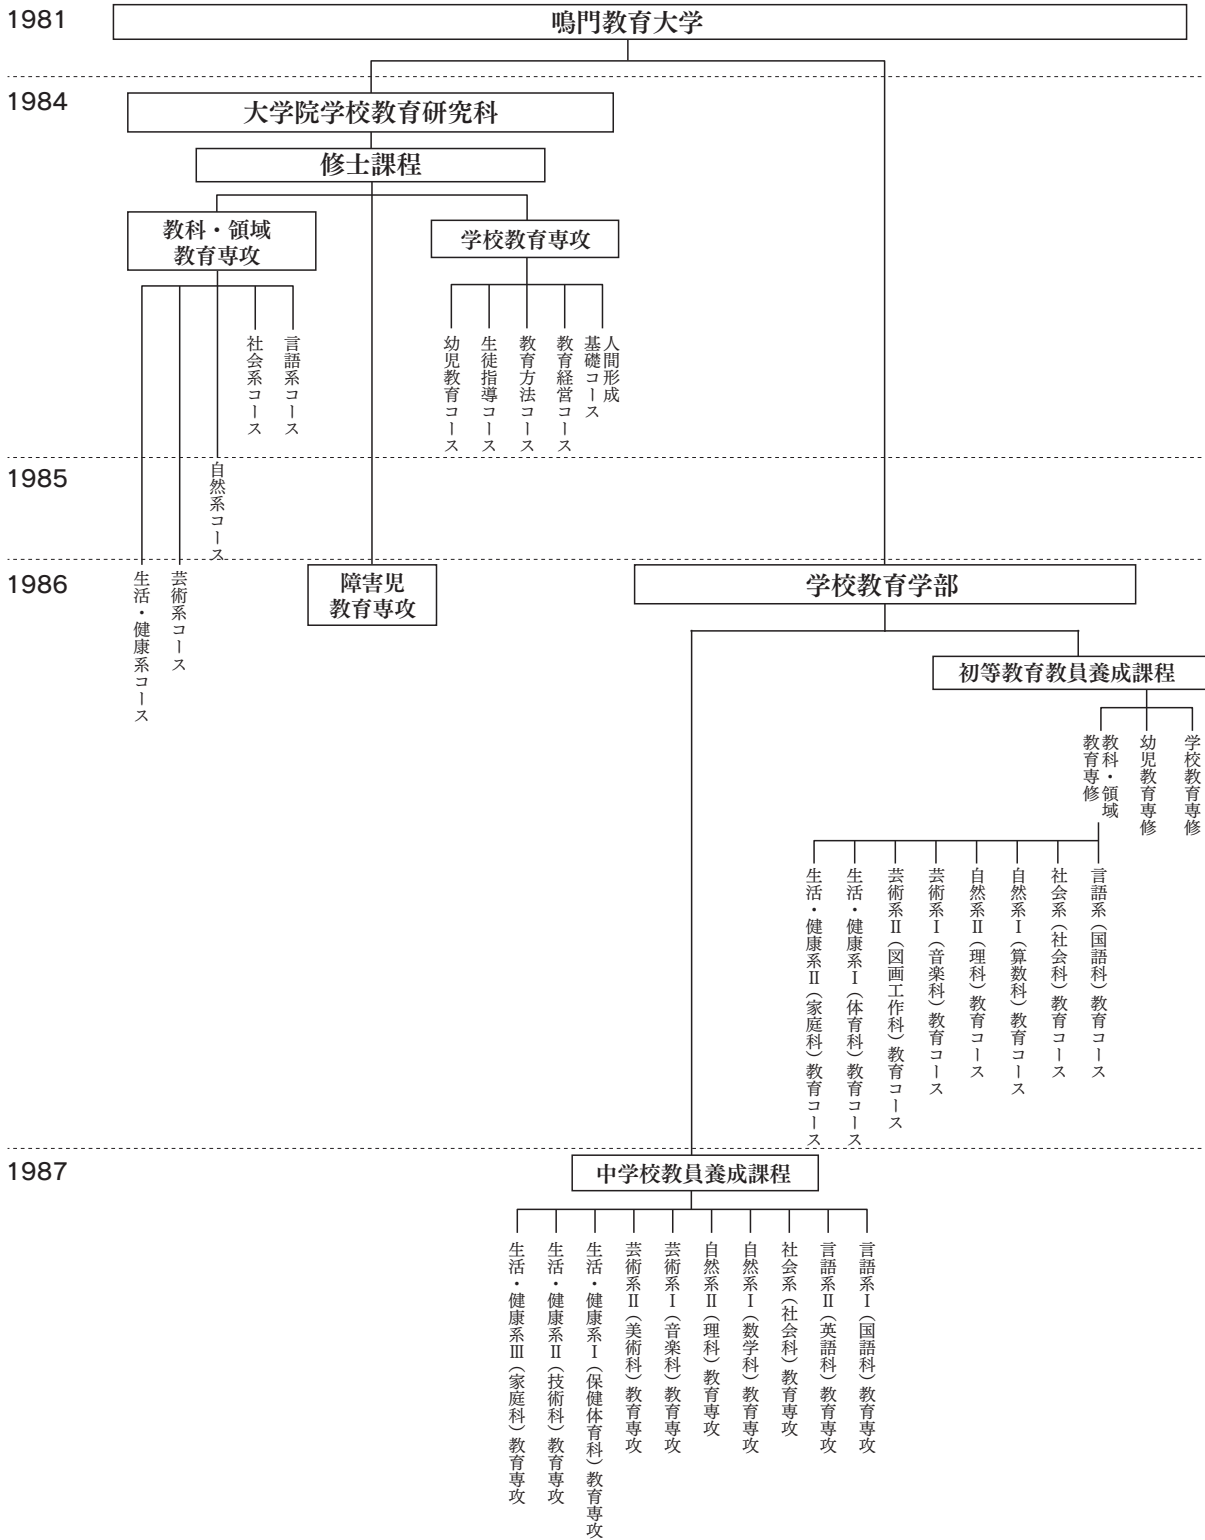 1981
鳴門教育大学
1984
大学院学校教育研究科
修士課程
教科・領域
教育専攻
学校教育専攻
言語系コース
社会系コース
人間形成
基礎コース
教育経営コース
教育方法コース
生徒指導コース
幼児教育コース
1985
自然系コース
1986
芸術系コース
生活・健康系コース
障害児
教育専攻
学校教育学部
初等教育教員養成課程
学校教育専修
幼児教育専修
教科・領域
教育専修
言語系(国語科)教育コース
社会系(社会科)教育コース
自然系Ⅰ(算数科)教育コース
自然系Ⅱ(理科)教育コース
芸術系Ⅰ(音楽科)教育コース
芸術系Ⅱ(図画工作科)教育コース
生活・健康系Ⅰ(体育科)教育コース
生活・健康系Ⅱ(家庭科)教育コース
1987
中学校教員養成課程
言語系Ⅰ(国語科)教育専攻
言語系Ⅱ(英語科)教育専攻
社会系(社会科)教育専攻
自然系Ⅰ(数学科)教育専攻
自然系Ⅱ(理科)教育専攻
芸術系Ⅰ(音楽科)教育専攻
芸術系Ⅱ(美術科)教育専攻
生活・健康系Ⅰ(保健体育科)教育専攻
生活・健康系Ⅱ(技術科)教育専攻
生活・健康系Ⅲ(家庭科)教育専攻